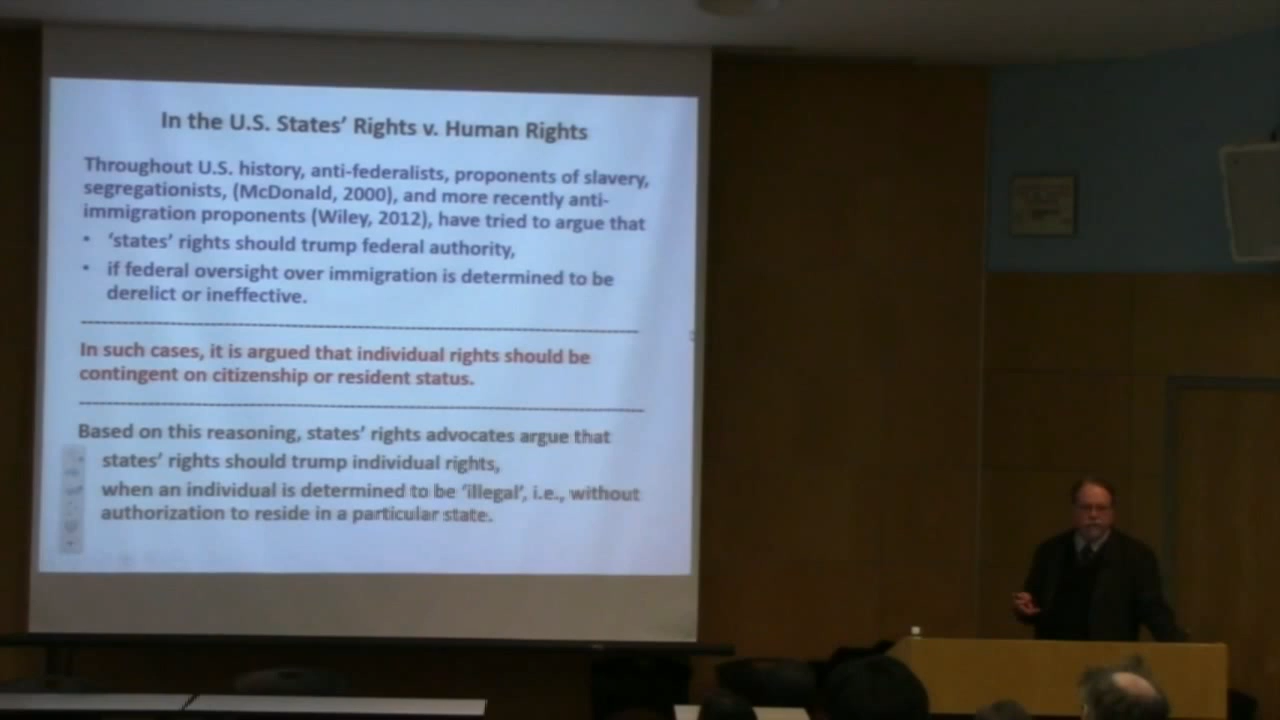 In the U.S. States' Rights v. Human Rights
Throughout U.S. history, anti-federalists, proponents of slavery,
segregationists, (McDonald, 2000), and more recently anti-
immigration proponents (Wiley, 2012), have tried to argue that
• 'states' rights should trump federal authority,
• if federal oversight over immigration is determined to be
derelict or ineffective.
In such cases, it is argued that individual rights should be
contingent on citizenship or resident status.
Based on this reasoning, states' rights advocates argue that
states' rights should trump individual rights,
when an individual is determined to be 'illegal', i.e., without
authorization to reside in a particular state.